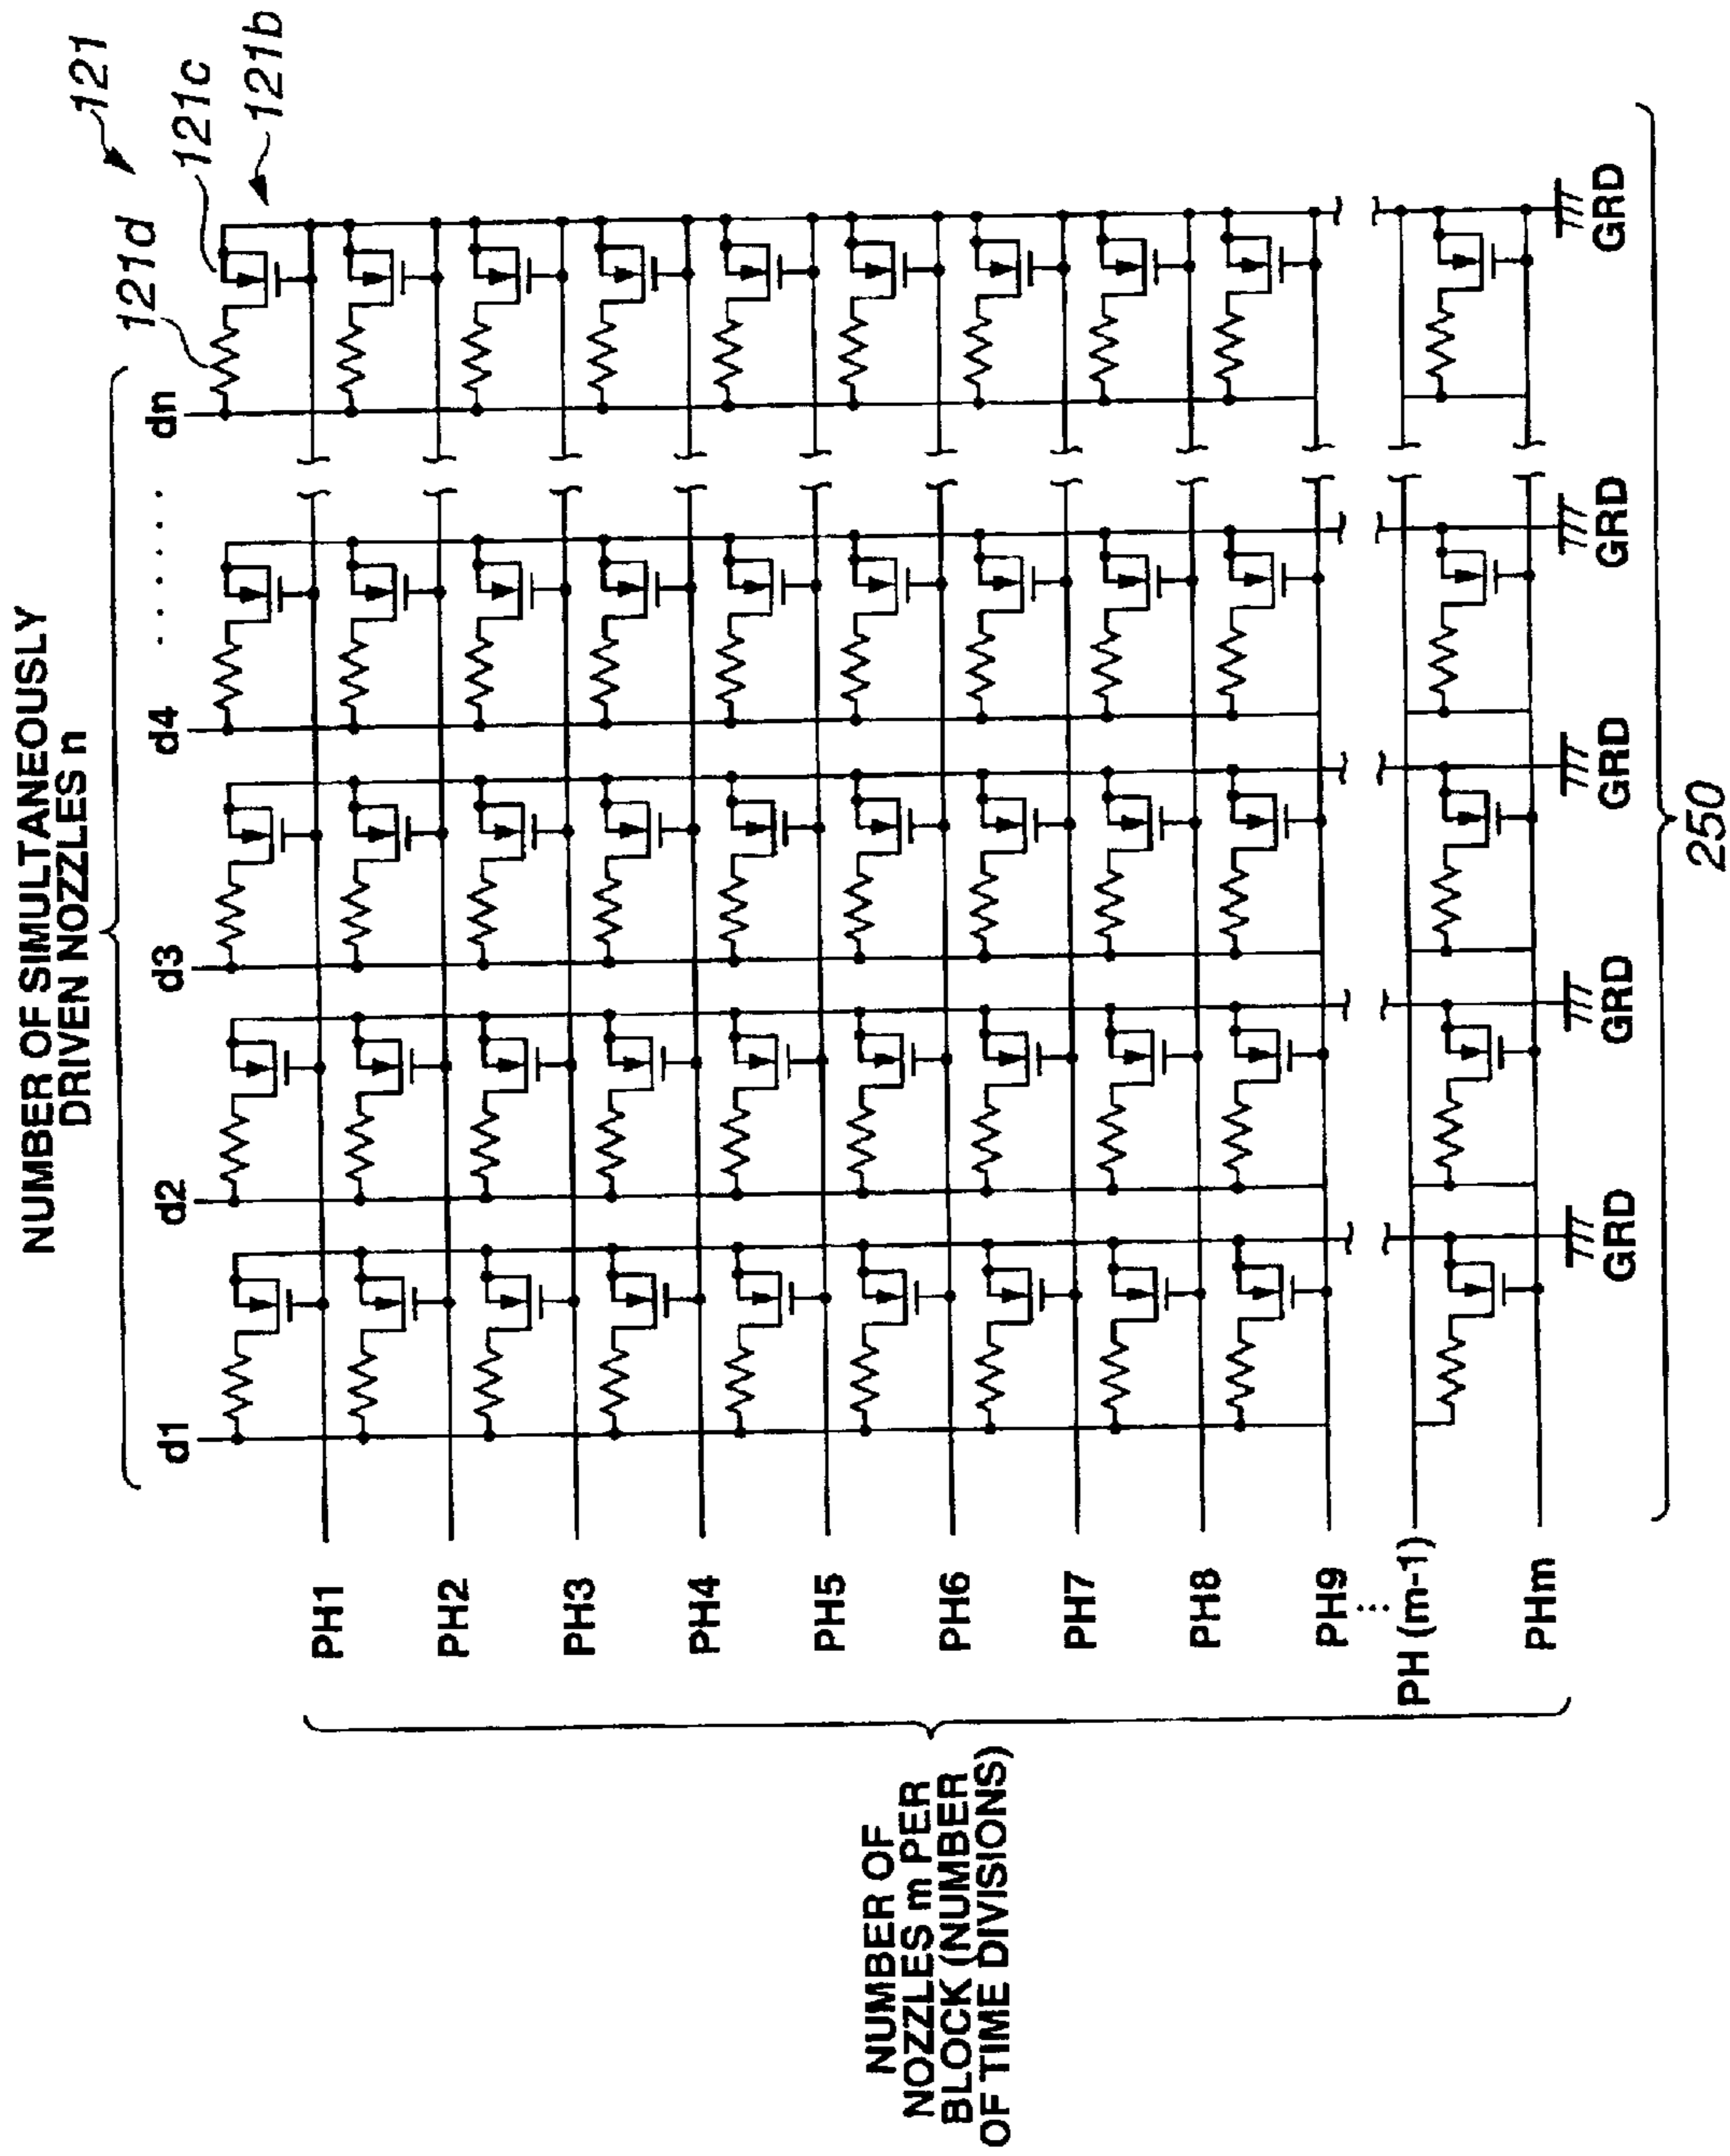 NUMBER OF SIMULTANEOUSLY
DRIVEN NOZZLES n
121
121d
121c
121b
d1
d2
d3
d4
......
dn
PH1
PH2
PH3
PH4
PH5
PH6
PH7
PH8
PH9
...
PH (m-1)
PHm
NUMBER OF
NOZZLES m PER
BLOCK (NUMBER
OF TIME DIVISIONS)
GRD
GRD
GRD
GRD
GRD
250